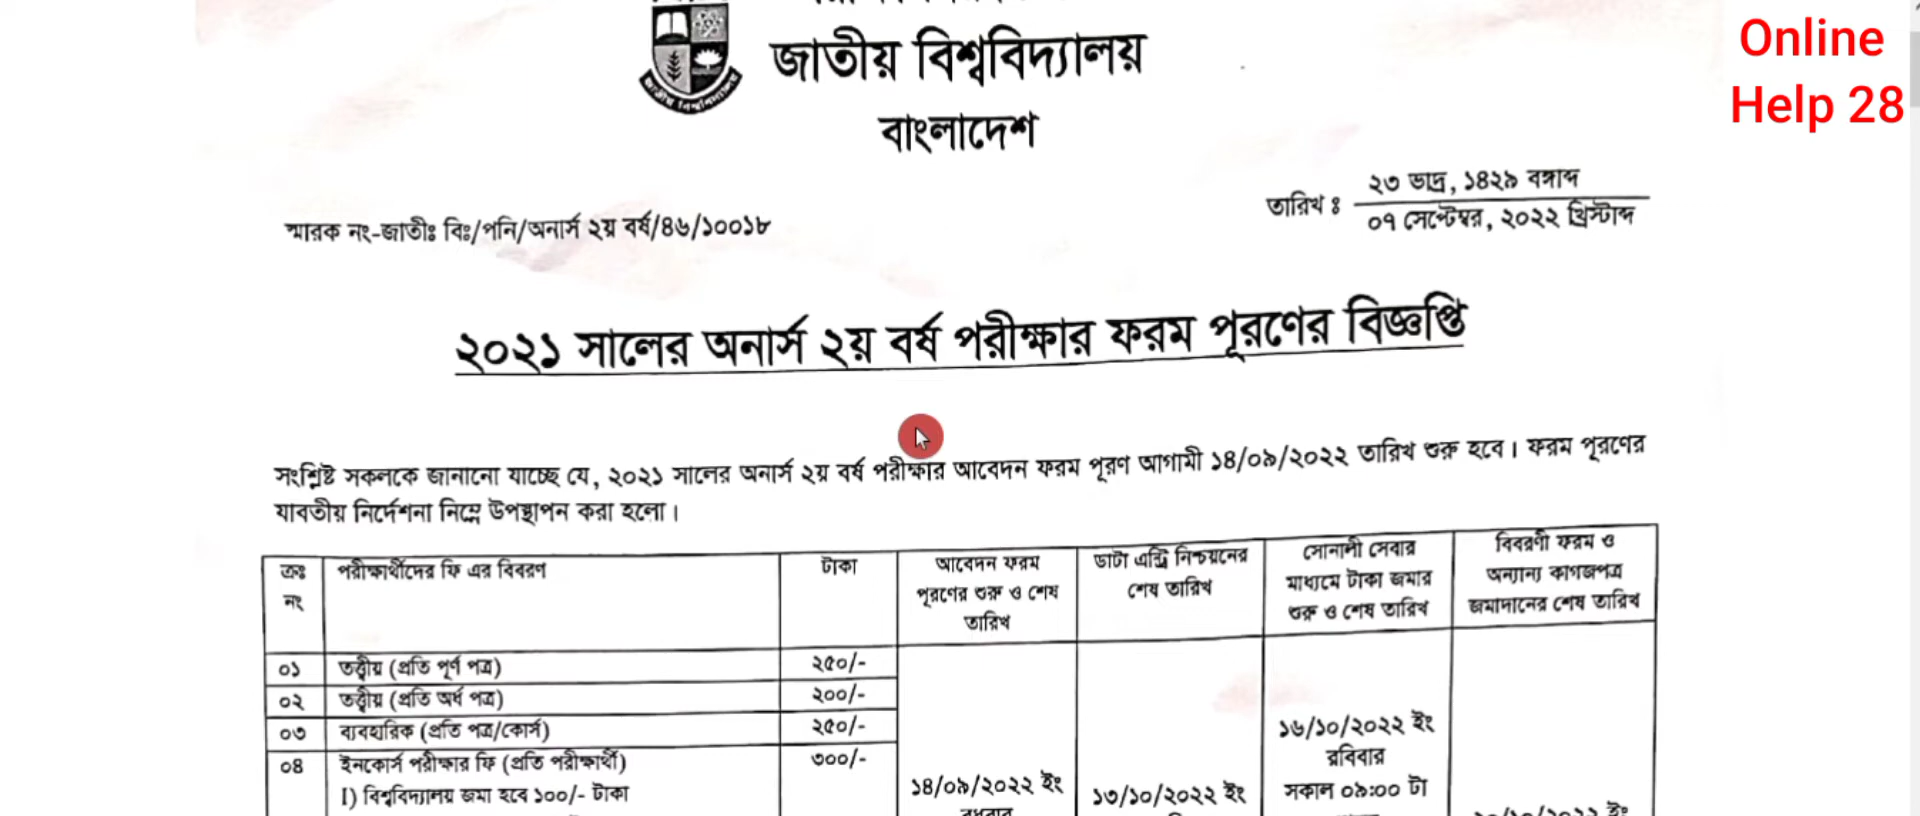 Online
Help 28
জাতীয় বিশ্ববিদ্যালয়
বাংলাদেশ
তারিখ ঃ ২৩ ভাদ্র, ১৪২৯ বঙ্গাব্দ
০৭ সেপ্টেম্বর, ২০২২ খ্রিস্টাব্দ
স্মারক নং-জাতীঃ বিঃ/পনি/অনার্স ২য় বর্ষ/৪৬/১০০১৮
২০২১ সালের অনার্স ২য় বর্ষ পরীক্ষার ফরম পূরণের বিজ্ঞপ্তি
সংশ্লিষ্ট সকলকে জানানো যাচ্ছে যে, ২০২১ সালের অনার্স ২য় বর্ষ পরীক্ষার আবেদন ফরম পূরণ আগামী ১৪/০৯/২০২২ তারিখ শুরু হবে। ফরম পূরণের
যাবতীয় নির্দেশনা নিম্নে উপস্থাপন করা হলো।
ক্রঃ
নং
পরীক্ষার্থীদের ফি এর বিবরণ
টাকা
আবেদন ফরম
পূরণের শুরু ও শেষ
তারিখ
ডাটা এন্ট্রি নিশ্চয়নের
শেষ তারিখ
সোনালী সেবার
মাধ্যমে টাকা জমার
শুরু ও শেষ তারিখ
বিবরণী ফরম ও
অন্যান্য কাগজপত্র
জমাদানের শেষ তারিখ
০১ তত্ত্বীয় (প্রতি পূর্ণ পত্র) ২৫০/-
০২ তত্ত্বীয় (প্রতি অর্ধ পত্র) ২০০/-
০৩ ব্যবহারিক (প্রতি পত্র/কোর্স) ২৫০/-
০৪ ইনকোর্স পরীক্ষার ফি (প্রতি পরীক্ষার্থী) ৩০০/-
I) বিশ্ববিদ্যালয় জমা হবে ১০০/- টাকা
১৪/০৯/২০২২ ইং
বুধবার
১৩/১০/২০২২ ইং
১৬/১০/২০২২ ইং
রবিবার
সকাল ০৯:০০ টা
২০/১০/২০২২ ইং